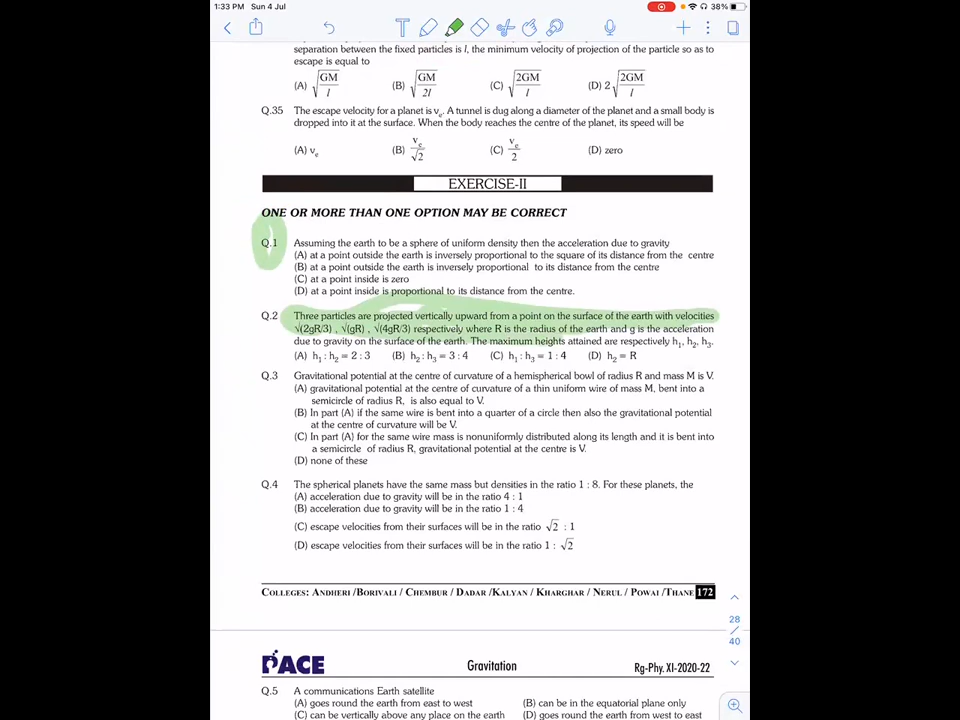 1:33 PM Sun 4 Jul 38%
separation between the fixed particles is l, the minimum velocity of projection of the particle so as to
escape is equal to
(A) √(GM/l) (B) √(GM/2l) (C) √(2GM/l) (D) 2√(2GM/l)
Q.35 The escape velocity for a planet is vₑ. A tunnel is dug along a diameter of the planet and a small body is
dropped into it at the surface. When the body reaches the centre of the planet, its speed will be
(A) vₑ (B) vₑ/√2 (C) vₑ/2 (D) zero
EXERCISE-II
ONE OR MORE THAN ONE OPTION MAY BE CORRECT
Q.1 Assuming the earth to be a sphere of uniform density then the acceleration due to gravity
(A) at a point outside the earth is inversely proportional to the square of its distance from the centre
(B) at a point outside the earth is inversely proportional to its distance from the centre
(C) at a point inside is zero
(D) at a point inside is proportional to its distance from the centre.
Q.2 Three particles are projected vertically upward from a point on the surface of the earth with velocities
√(2gR/3) , √(gR) , √(4gR/3) respectively where R is the radius of the earth and g is the acceleration
due to gravity on the surface of the earth. The maximum heights attained are respectively h₁, h₂, h₃.
(A) h₁ : h₂ = 2 : 3 (B) h₂ : h₃ = 3 : 4 (C) h₁ : h₃ = 1 : 4 (D) h₂ = R
Q.3 Gravitational potential at the centre of curvature of a hemispherical bowl of radius R and mass M is V.
(A) gravitational potential at the centre of curvature of a thin uniform wire of mass M, bent into a
semicircle of radius R, is also equal to V.
(B) In part (A) if the same wire is bent into a quarter of a circle then also the gravitational potential
at the centre of curvature will be V.
(C) In part (A) for the same wire mass is nonuniformly distributed along its length and it is bent into
a semicircle of radius R, gravitational potential at the centre is V.
(D) none of these
Q.4 The spherical planets have the same mass but densities in the ratio 1 : 8. For these planets, the
(A) acceleration due to gravity will be in the ratio 4 : 1
(B) acceleration due to gravity will be in the ratio 1 : 4
(C) escape velocities from their surfaces will be in the ratio √2 : 1
(D) escape velocities from their surfaces will be in the ratio 1 : √2
COLLEGES: ANDHERI /BORIVALI / CHEMBUR / DADAR /KALYAN / KHARGHAR / NERUL / POWAI /THANE 172
28
/
40
PACE Gravitation Rg-Phy. XI-2020-22
Q.5 A communications Earth satellite
(A) goes round the earth from east to west (B) can be in the equatorial plane only
(C) can be vertically above any place on the earth (D) goes round the earth from west to east